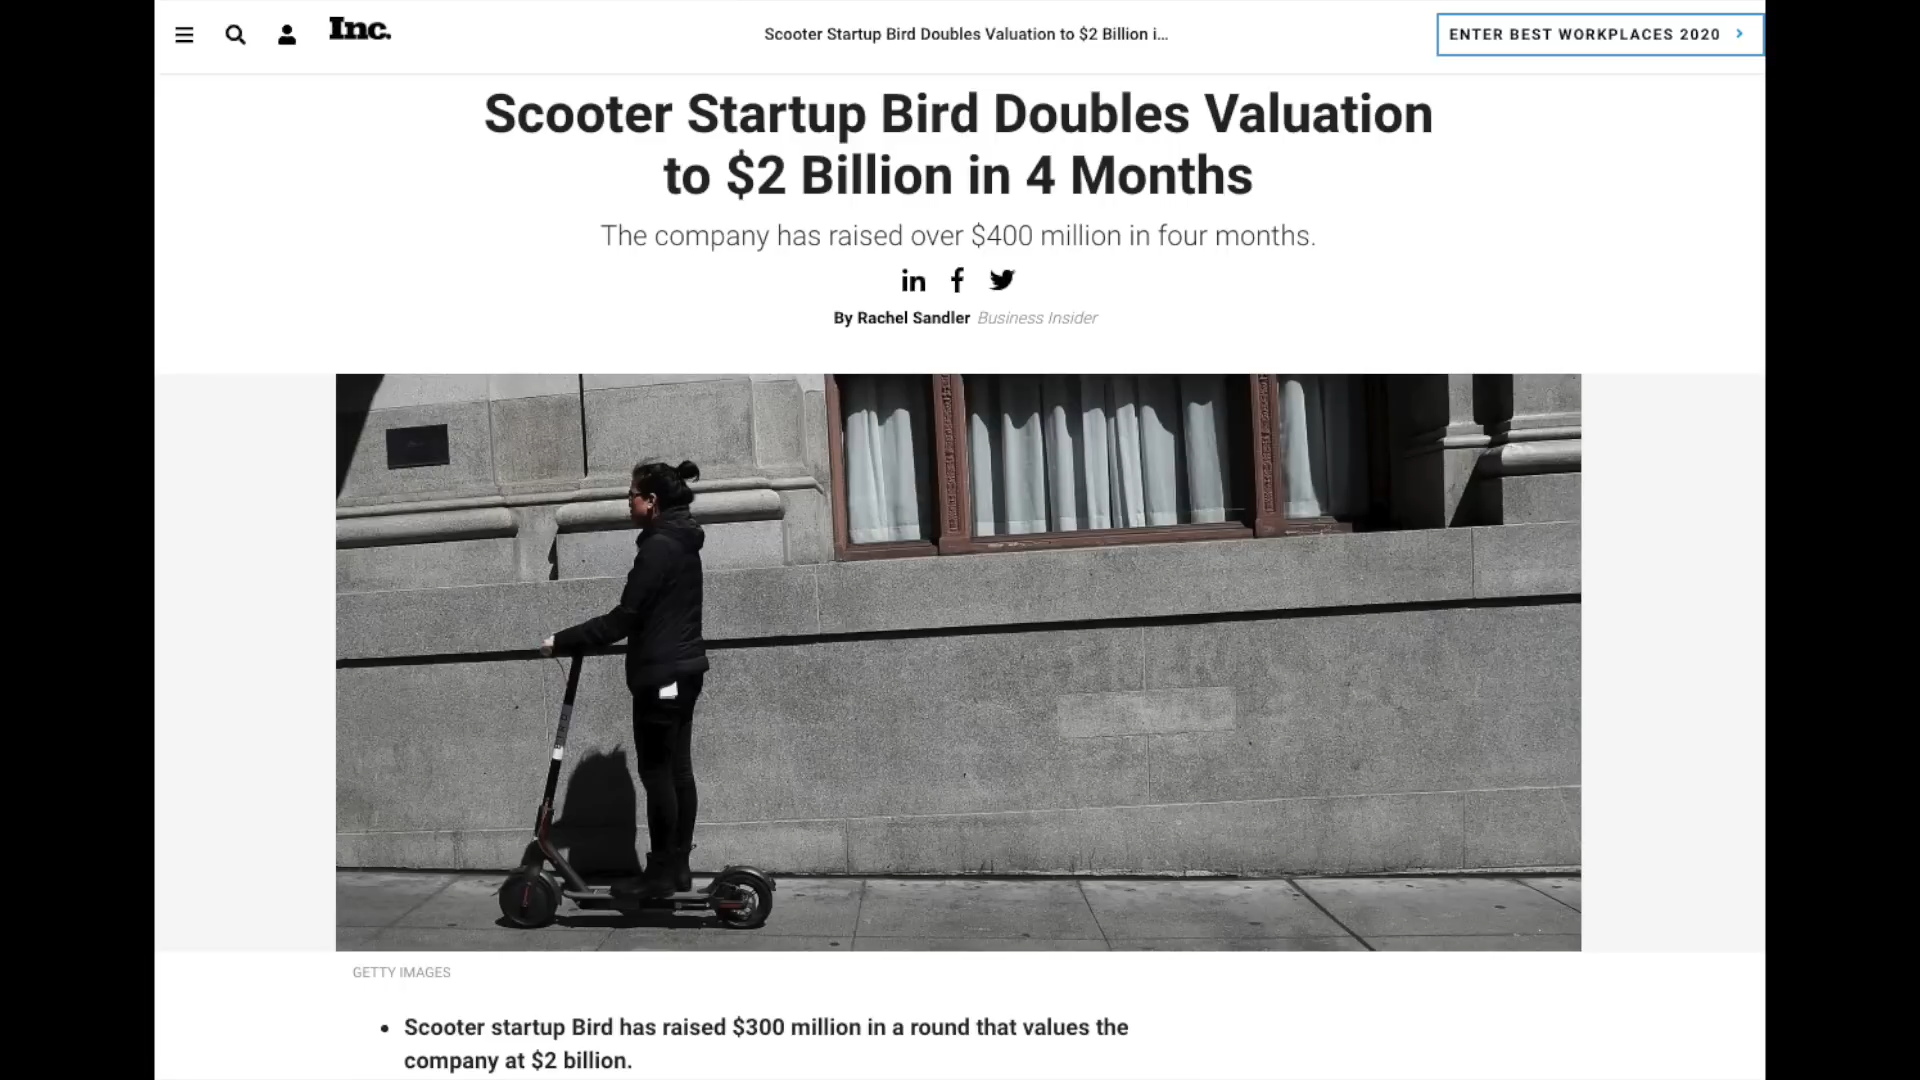 Inc.
Scooter Startup Bird Doubles Valuation to $2 Billion i...
ENTER BEST WORKPLACES 2020
Scooter Startup Bird Doubles Valuation
to $2 Billion in 4 Months
The company has raised over $400 million in four months.
By Rachel Sandler Business Insider
BIRD
GETTY IMAGES
• Scooter startup Bird has raised $300 million in a round that values the
company at $2 billion.